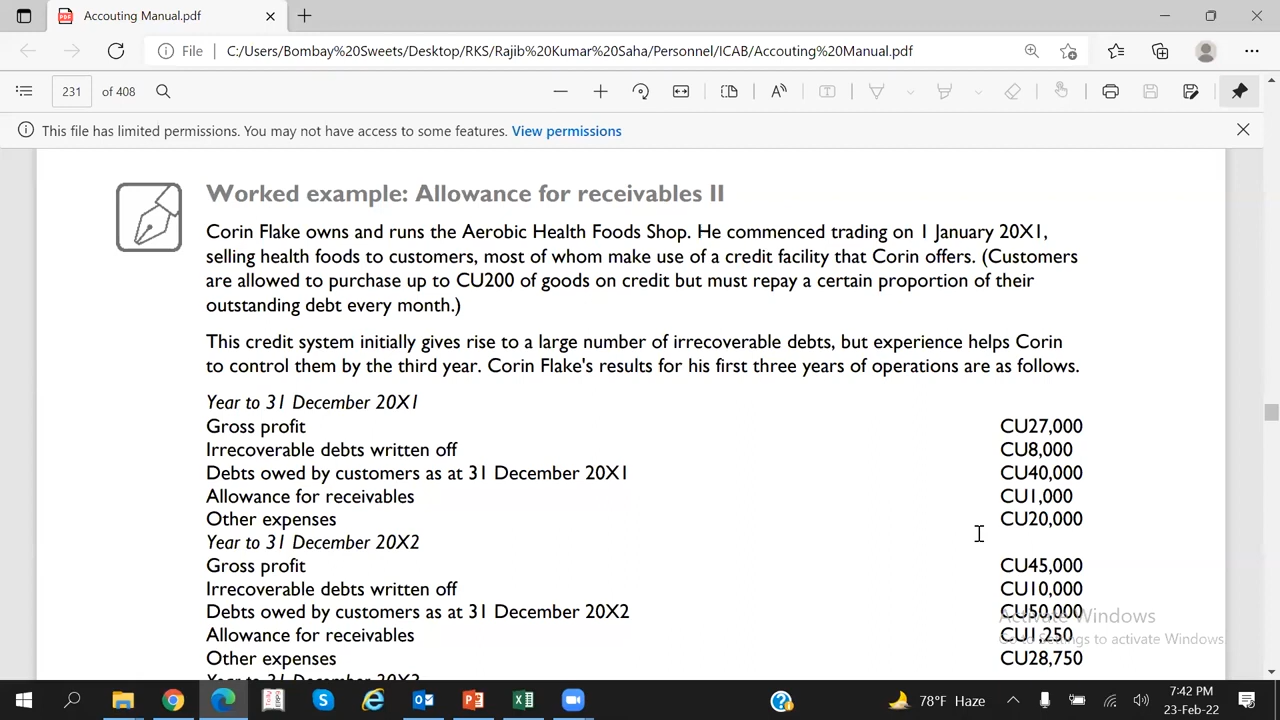 Accouting Manual.pdf
File
C:/Users/Bombay%20Sweets/Desktop/RKS/Rajib%20Kumar%20Saha/Personnel/ICAB/Accouting%20Manual.pdf
231 of 408
This file has limited permissions. You may not have access to some features. View permissions
Worked example: Allowance for receivables II
Corin Flake owns and runs the Aerobic Health Foods Shop. He commenced trading on 1 January 20X1,
selling health foods to customers, most of whom make use of a credit facility that Corin offers. (Customers
are allowed to purchase up to CU200 of goods on credit but must repay a certain proportion of their
outstanding debt every month.)
This credit system initially gives rise to a large number of irrecoverable debts, but experience helps Corin
to control them by the third year. Corin Flake's results for his first three years of operations are as follows.
Year to 31 December 20X1
Gross profit CU27,000
Irrecoverable debts written off CU8,000
Debts owed by customers as at 31 December 20X1 CU40,000
Allowance for receivables CU1,000
Other expenses CU20,000
Year to 31 December 20X2
Gross profit CU45,000
Irrecoverable debts written off CU10,000
Debts owed by customers as at 31 December 20X2 CU50,000
Activate Windows
Allowance for receivables CU1,250
to activate Windows
Other expenses CU28,750
78°F Haze
7:42 PM
23-Feb-22